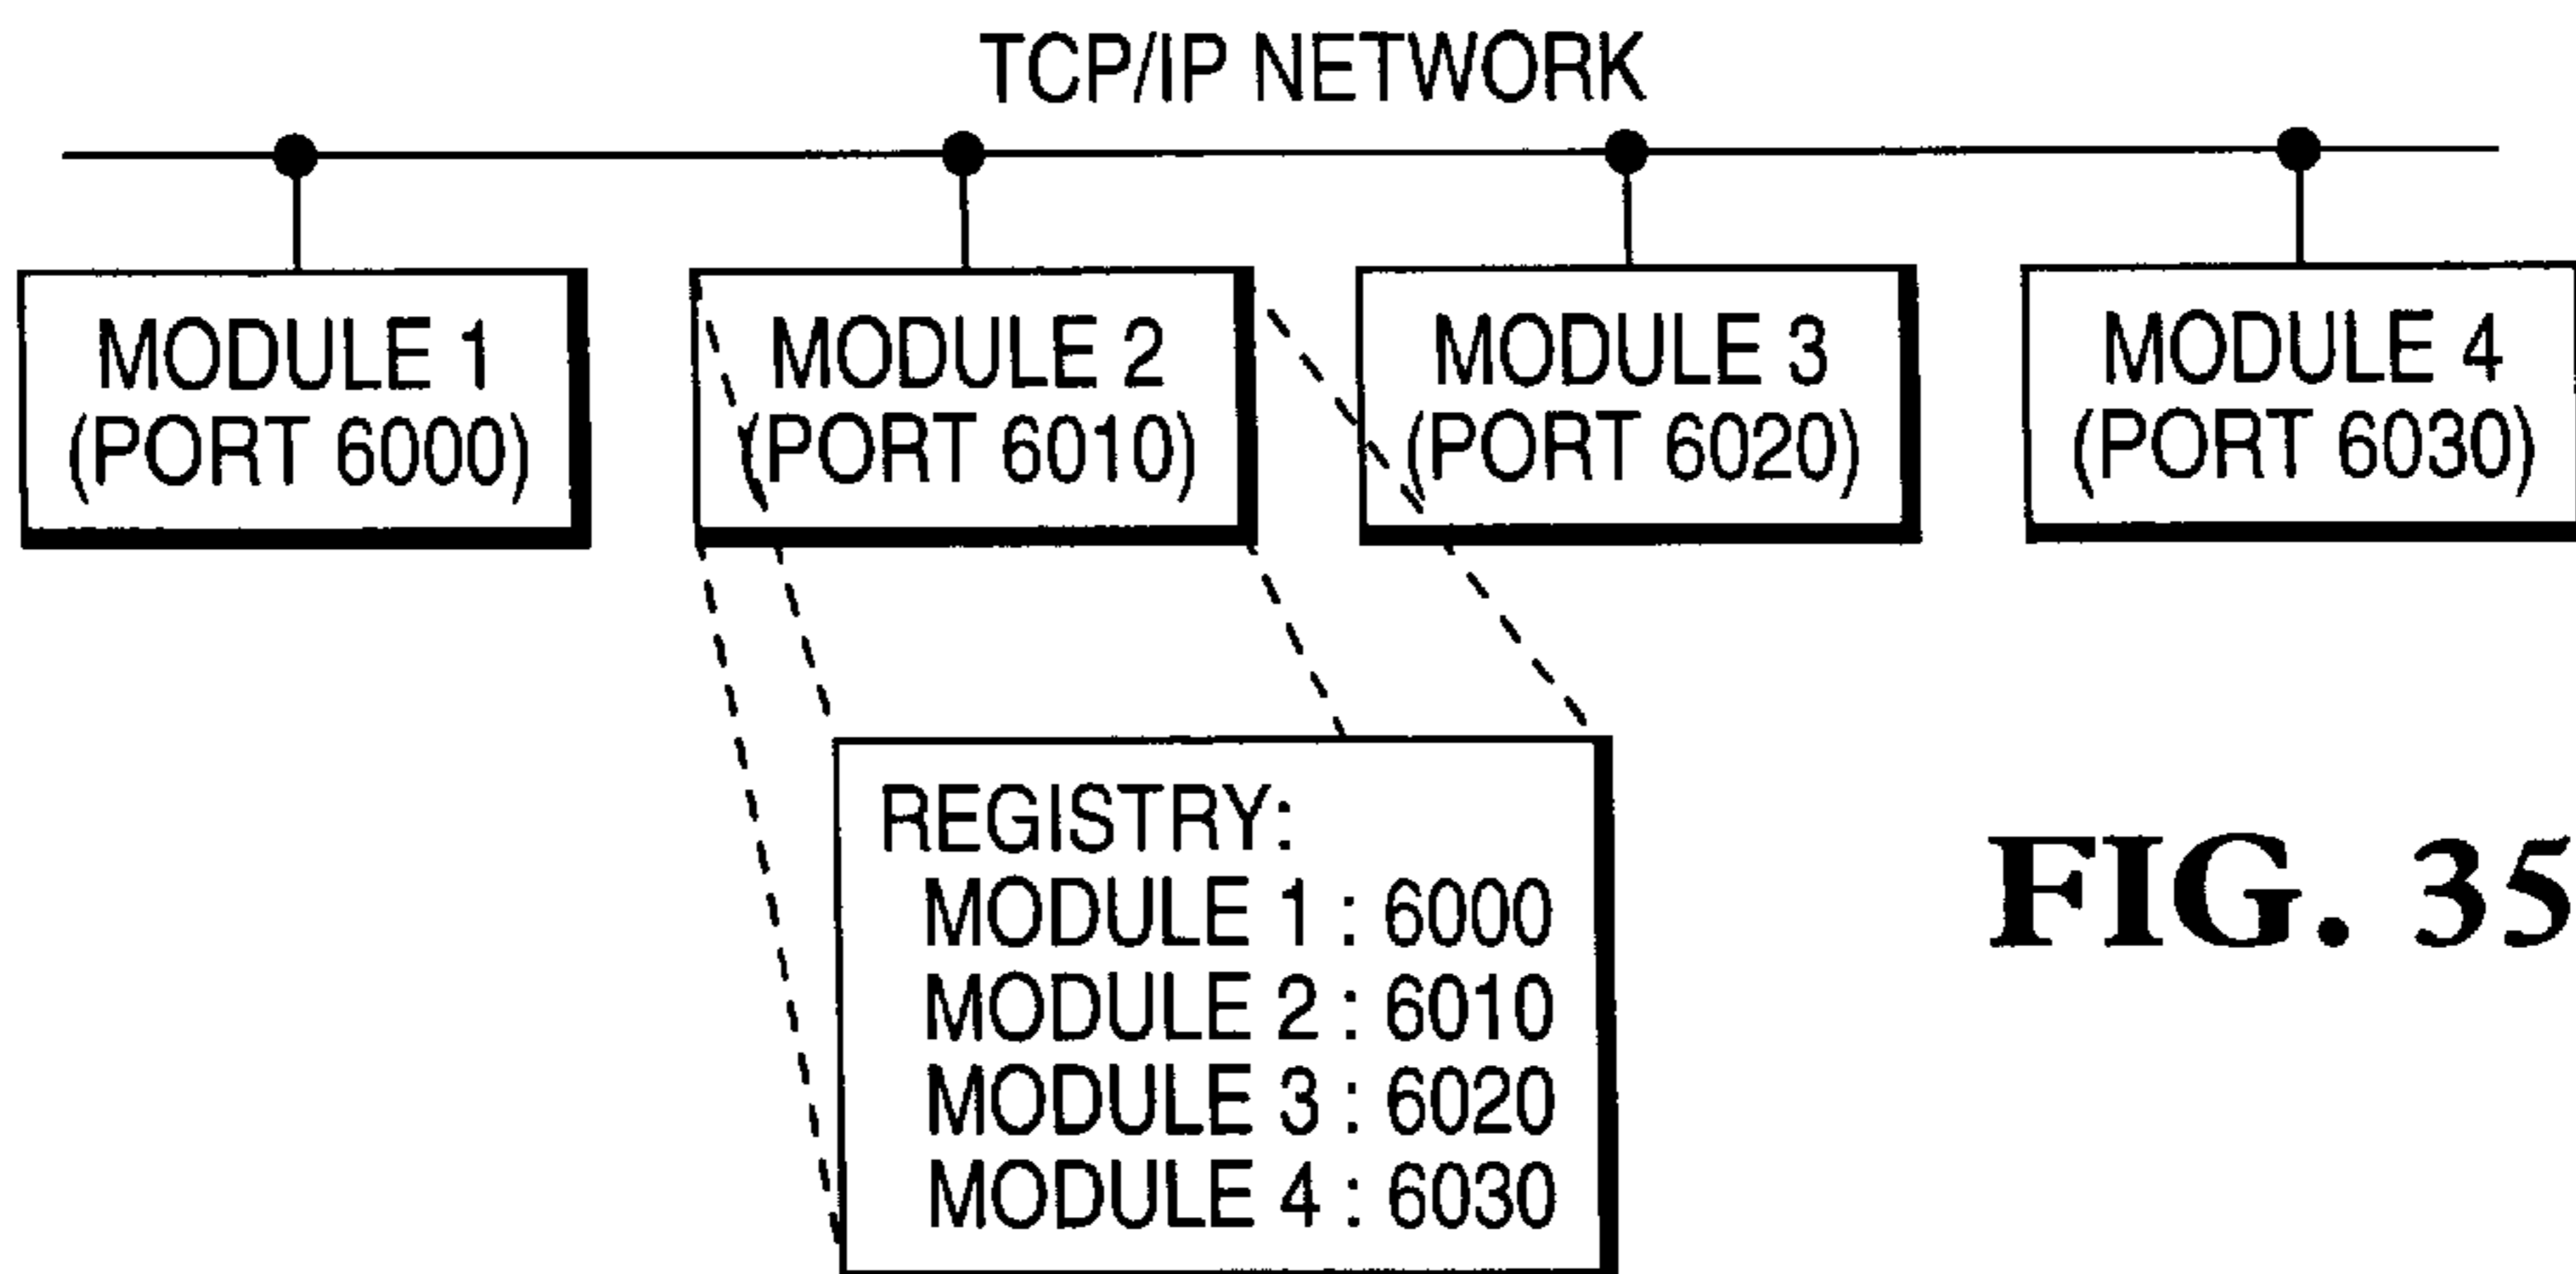 TCP/IP NETWORK
MODULE 1
(PORT 6000)
MODULE 2
(PORT 6010)
MODULE 3
(PORT 6020)
MODULE 4
(PORT 6030)
REGISTRY:
MODULE 1 : 6000
MODULE 2 : 6010
MODULE 3 : 6020
MODULE 4 : 6030
FIG. 35